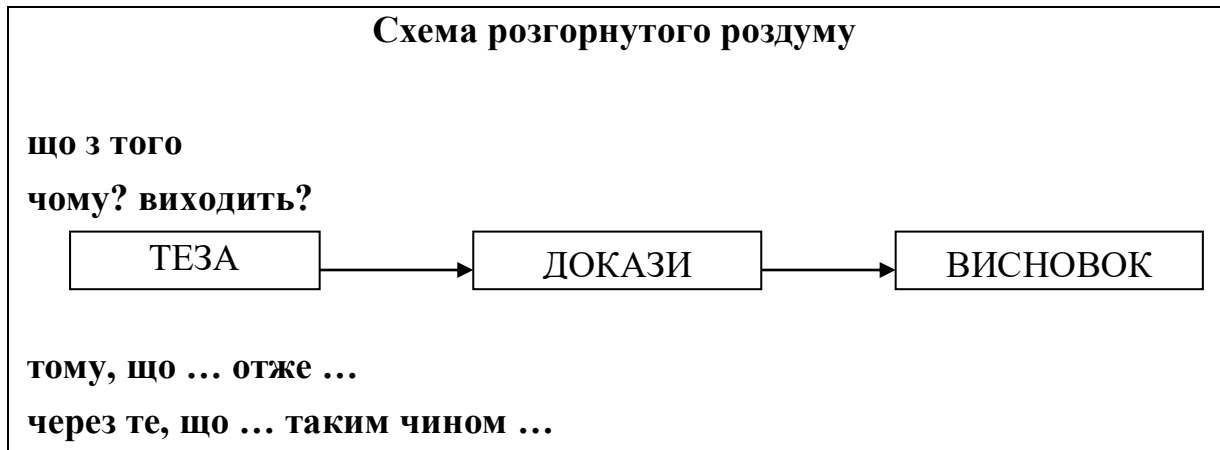 Схема розгорнутого роздуму
що з того
чому? виходить?
ТЕЗА ДОКАЗИ ВИСНОВОК
тому, що … отже …
через те, що … таким чином …